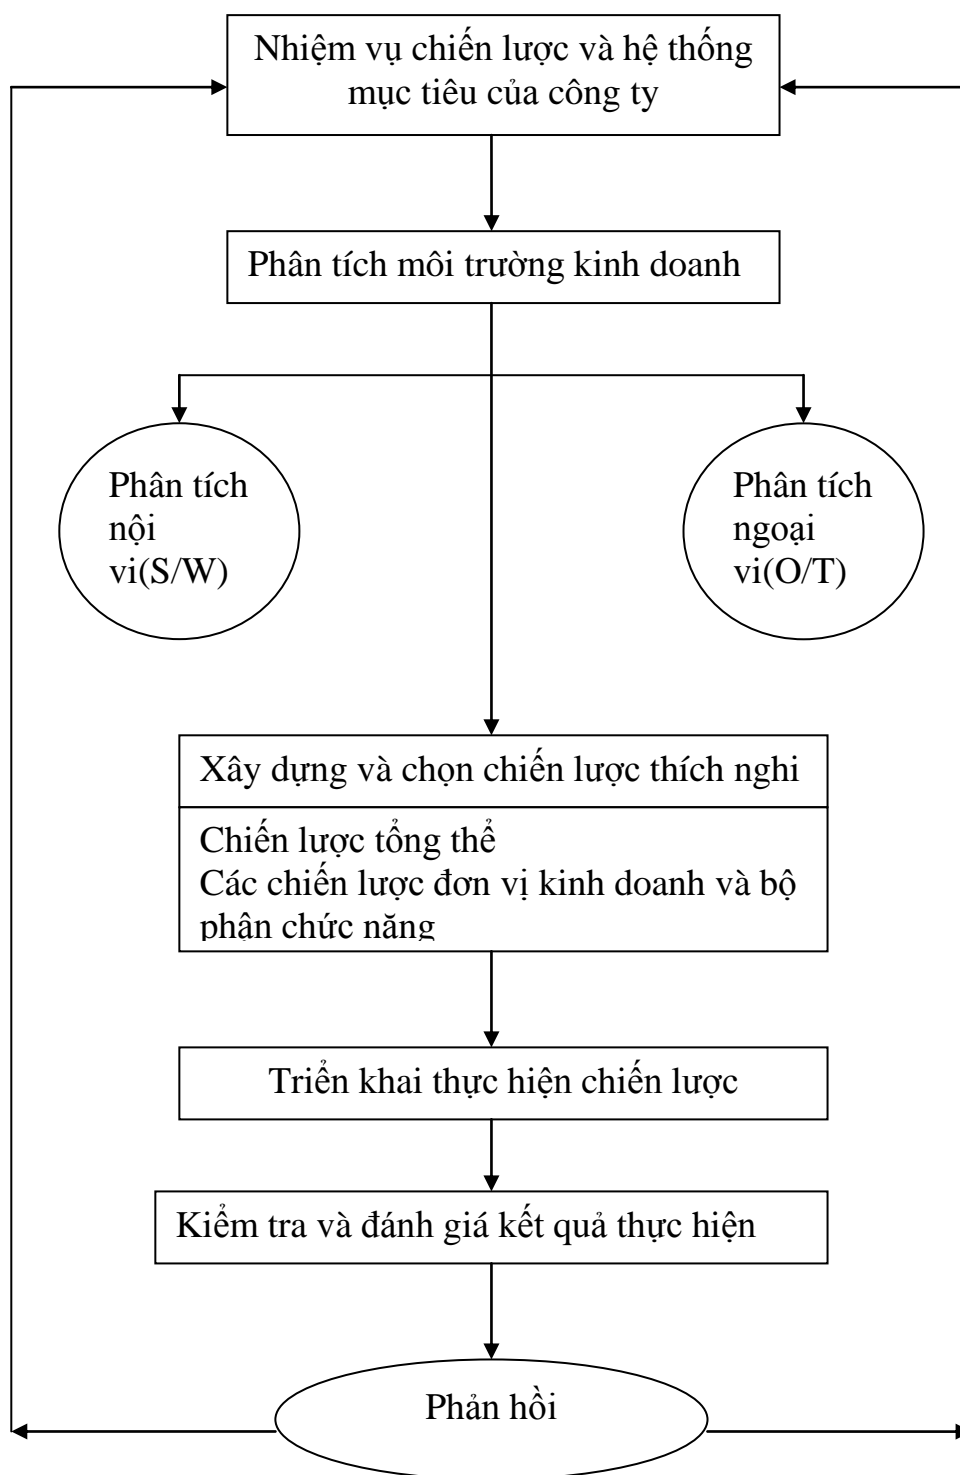 Nhiệm vụ chiến lược và hệ thống
mục tiêu của công ty
Phân tích môi trường kinh doanh
Phân tích
nội
vi(S/W)
Phân tích
ngoại
vi(O/T)
Xây dựng và chọn chiến lược thích nghi
Chiến lược tổng thể
Các chiến lược đơn vị kinh doanh và bộ
phận chức năng
Triển khai thực hiện chiến lược
Kiểm tra và đánh giá kết quả thực hiện
Phản hồi